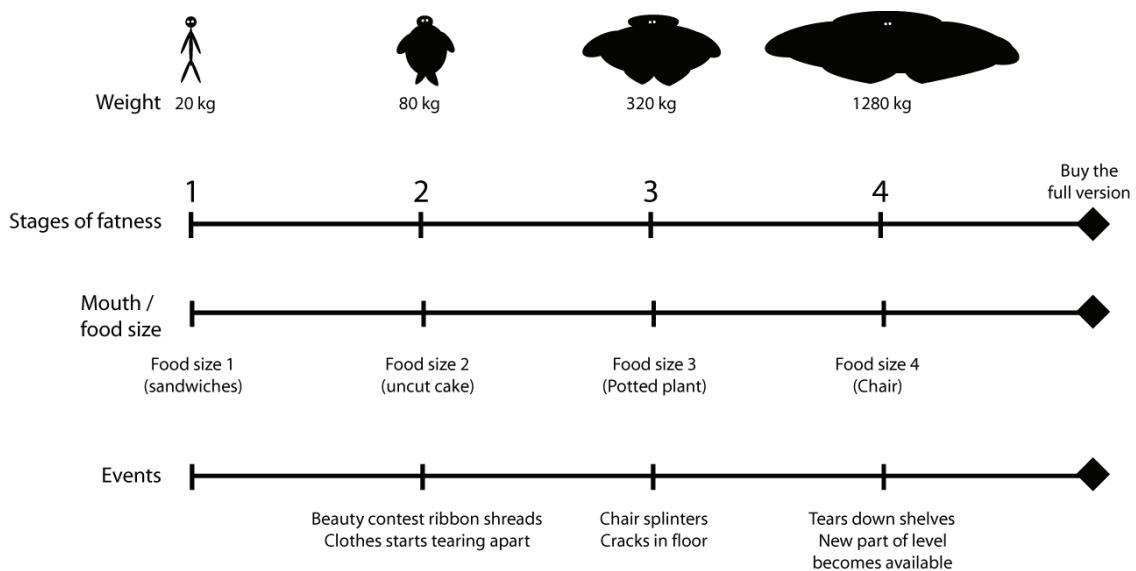 Weight 20 kg 80 kg 320 kg 1280 kg
Buy the
full version
1 2 3 4
Stages of fatness
Mouth /
food size
Food size 1 Food size 2 Food size 3 Food size 4
(sandwiches) (uncut cake) (Potted plant) (Chair)
Events
Beauty contest ribbon shreds Chair splinters Tears down shelves
Clothes starts tearing apart Cracks in floor New part of level
becomes available